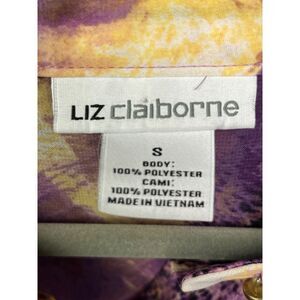 LIZ claiborne
S
BODY:
100% POLYESTER
CAMI:
100% POLYESTER
MADE IN VIETNAM